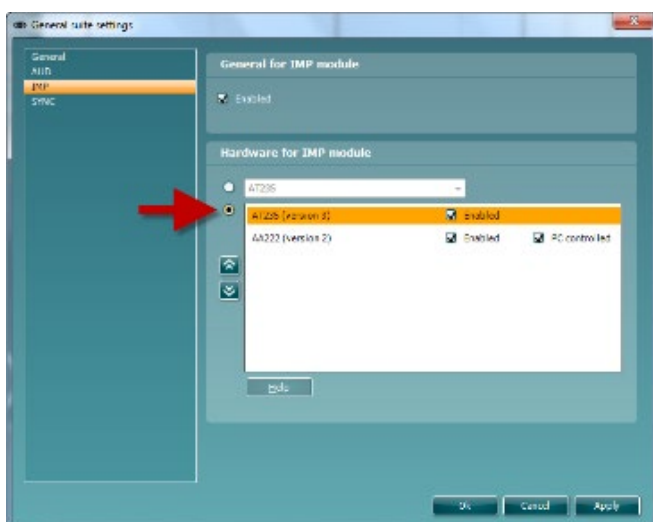 General suite settings
General
AUD
IMP
SYNC
General for IMP module
Enabled
Hardware for IMP module
AT235
AT235 (version 3) Enabled
AA222 (version 2) Enabled PC controlled
Help
Ok Cancel Apply